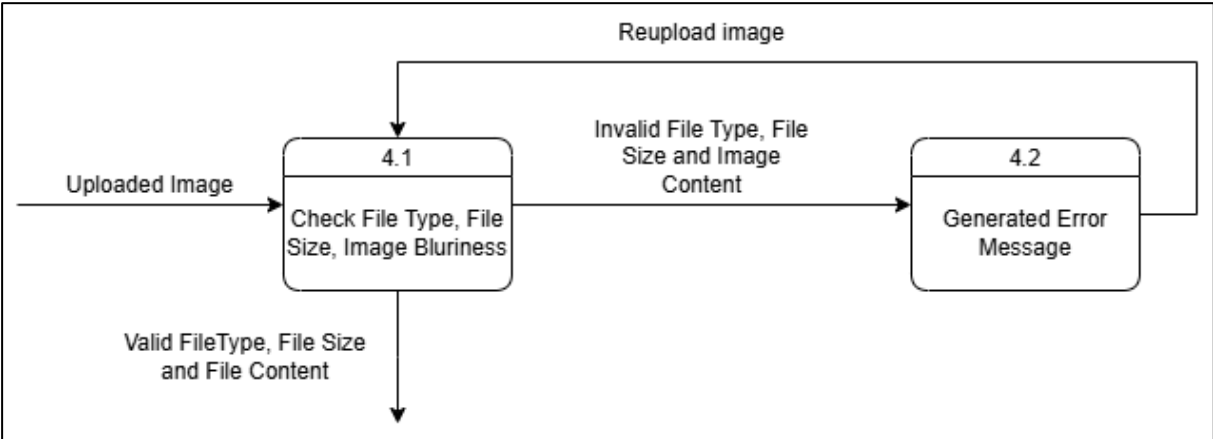 Reupload image
Uploaded Image
4.1
Check File Type, File
Size, Image Bluriness
Invalid File Type, File
Size and Image
Content
4.2
Generated Error
Message
Valid FileType, File Size
and File Content